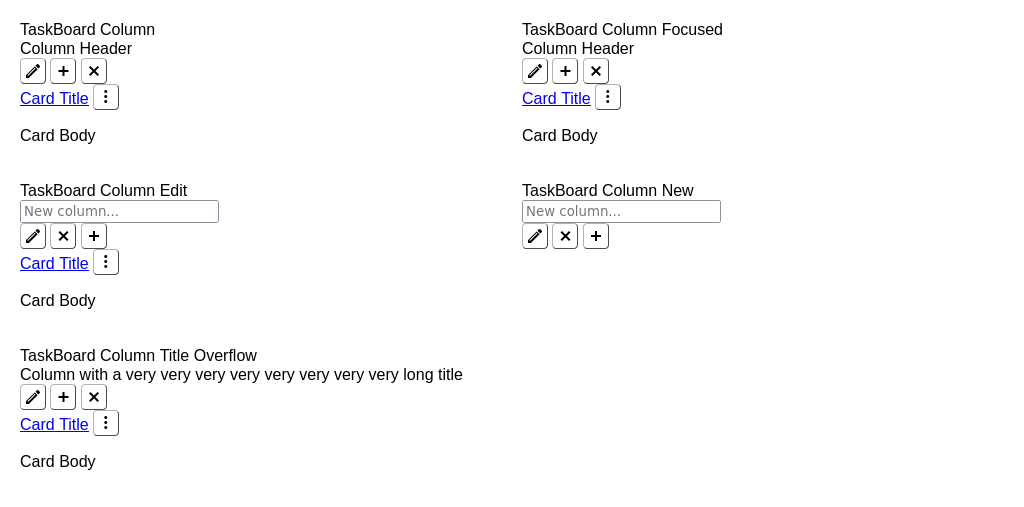 TaskBoard Column
Column Header
Card Title
Card Body
TaskBoard Column Focused
Column Header
Card Title
Card Body
TaskBoard Column Edit
New column...
Card Title
Card Body
TaskBoard Column New
New column...
TaskBoard Column Title Overflow
Column with a very very very very very very very very long title
Card Title
Card Body